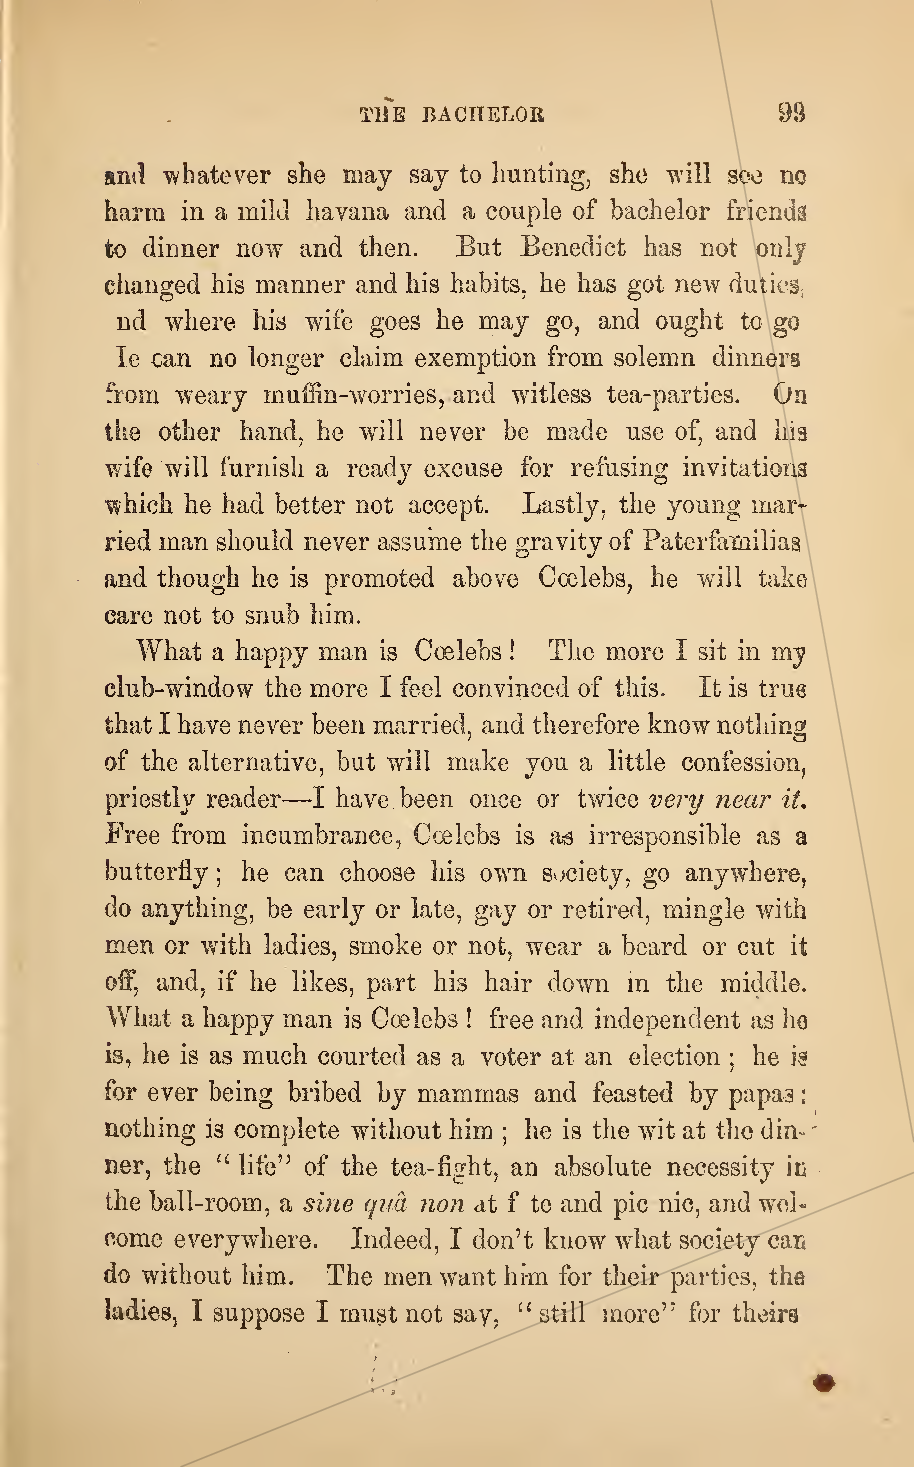 THE BACHELOR 99
and whatever she may say to hunting, she will see no
harm in a mild havana and a couple of bachelor friends
to dinner now and then. But Benedict has not only
changed his manner and his habits, he has got new duties,
nd where his wife goes he may go, and ought to go
Ie can no longer claim exemption from solemn dinners
from weary muffin-worries, and witless tea-parties. On
the other hand, he will never be made use of, and his
wife will furnish a ready excuse for refusing invitations
which he had better not accept. Lastly, the young mar-
ried man should never assume the gravity of Paterfamilias
and though he is promoted above Cœlebs, he will take
care not to snub him.
What a happy man is Cœlebs! The more I sit in my
club-window the more I feel convinced of this. It is true
that I have never been married, and therefore know nothing
of the alternative, but will make you a little confession,
priestly reader—I have been once or twice very near it.
Free from incumbrance, Cœlebs is as irresponsible as a
butterfly; he can choose his own society, go anywhere,
do anything, be early or late, gay or retired, mingle with
men or with ladies, smoke or not, wear a beard or cut it
off, and, if he likes, part his hair down in the middle.
What a happy man is Cœlebs! free and independent as he
is, he is as much courted as a voter at an election; he is
for ever being bribed by mammas and feasted by papas:
nothing is complete without him; he is the wit at the din-
ner, the “life” of the tea-fight, an absolute necessity in
the ball-room, a sine quâ non at f te and pic nic, and wel-
come everywhere. Indeed, I don't know what society can
do without him. The men want him for their parties, the
ladies, I suppose I must not say, “still more” for theirs